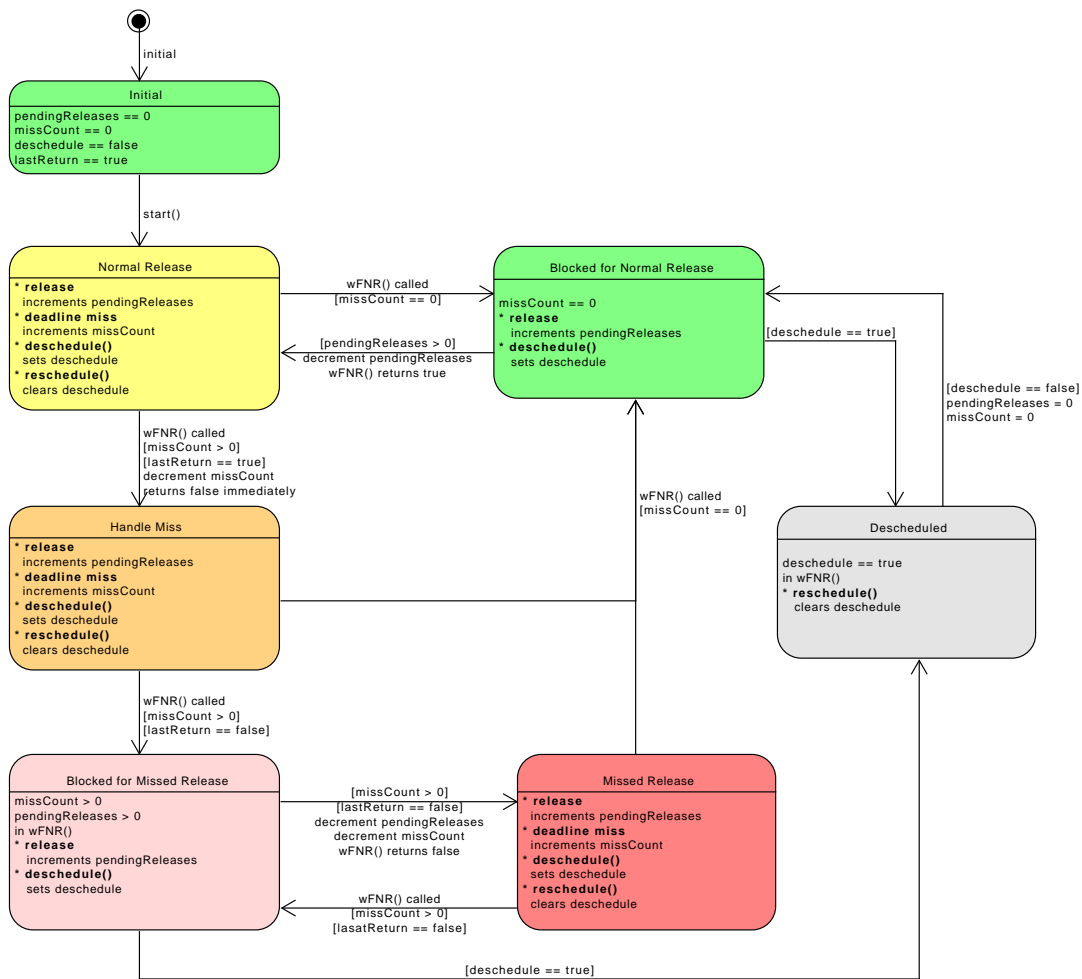 initial
Initial
pendingReleases == 0
missCount == 0
deschedule == false
lastReturn == true
start()
Normal Release
* release
increments pendingReleases
* deadline miss
increments missCount
* deschedule()
sets deschedule
* reschedule()
clears deschedule
wFNR() called
[missCount == 0]
[pendingReleases > 0]
decrement pendingReleases
wFNR() returns true
Blocked for Normal Release
missCount == 0
* release
increments pendingReleases
* deschedule()
sets deschedule
[deschedule == true]
[deschedule == false]
pendingReleases = 0
missCount = 0
wFNR() called
[missCount > 0]
[lastReturn == true]
decrement missCount
returns false immediately
Handle Miss
* release
increments pendingReleases
* deadline miss
increments missCount
* deschedule()
sets deschedule
* reschedule()
clears deschedule
wFNR() called
[missCount == 0]
Descheduled
deschedule == true
in wFNR()
* reschedule()
clears deschedule
wFNR() called
[missCount > 0]
[lastReturn == false]
Blocked for Missed Release
missCount > 0
pendingReleases > 0
in wFNR()
* release
increments pendingReleases
* deschedule()
sets deschedule
[missCount > 0]
[lastReturn == false]
decrement pendingReleases
decrement missCount
wFNR() returns false
wFNR() called
[missCount > 0]
[lasatReturn == false]
Missed Release
* release
increments pendingReleases
* deadline miss
increments missCount
* deschedule()
sets deschedule
* reschedule()
clears deschedule
[deschedule == true]